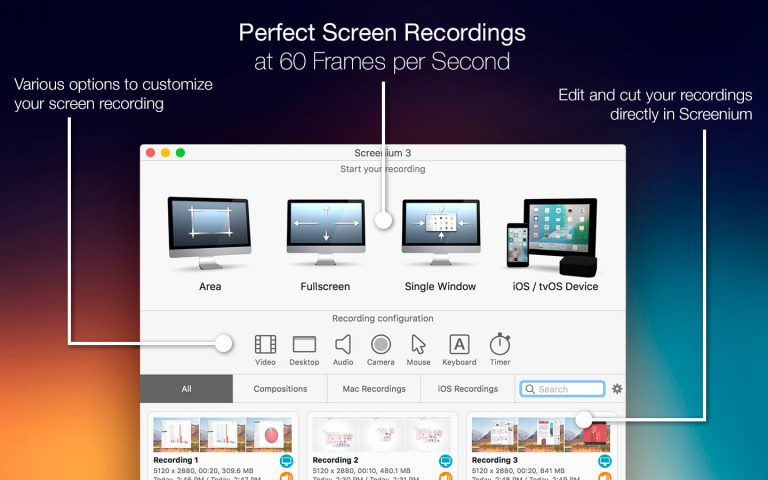 Perfect Screen Recordings
at 60 Frames per Second
Various options to customize
your screen recording
Edit and cut your recordings
directly in Screenium
Screenium 3
Start your recording
Area
Fullscreen
Single Window
iOS / tvOS Device
Recording configuration
Video
Desktop
Audio
Camera
Mouse
A
Keyboard
Timer
All
Compositions
Mac Recordings
iOS Recordings
Search
Recording 1
5120 x 2880, 00:20, 309.6 MB
Today, 2:46 PM / Today, 2:47 PM
Recording 2
5120 x 2880, 00:10, 480.1 MB
Today, 2:30 PM / Today, 2:31 PM
Recording 3
5120 x 2880, 00:20, 841 MB
Today, 2:48 PM / Today, 2:49 PM